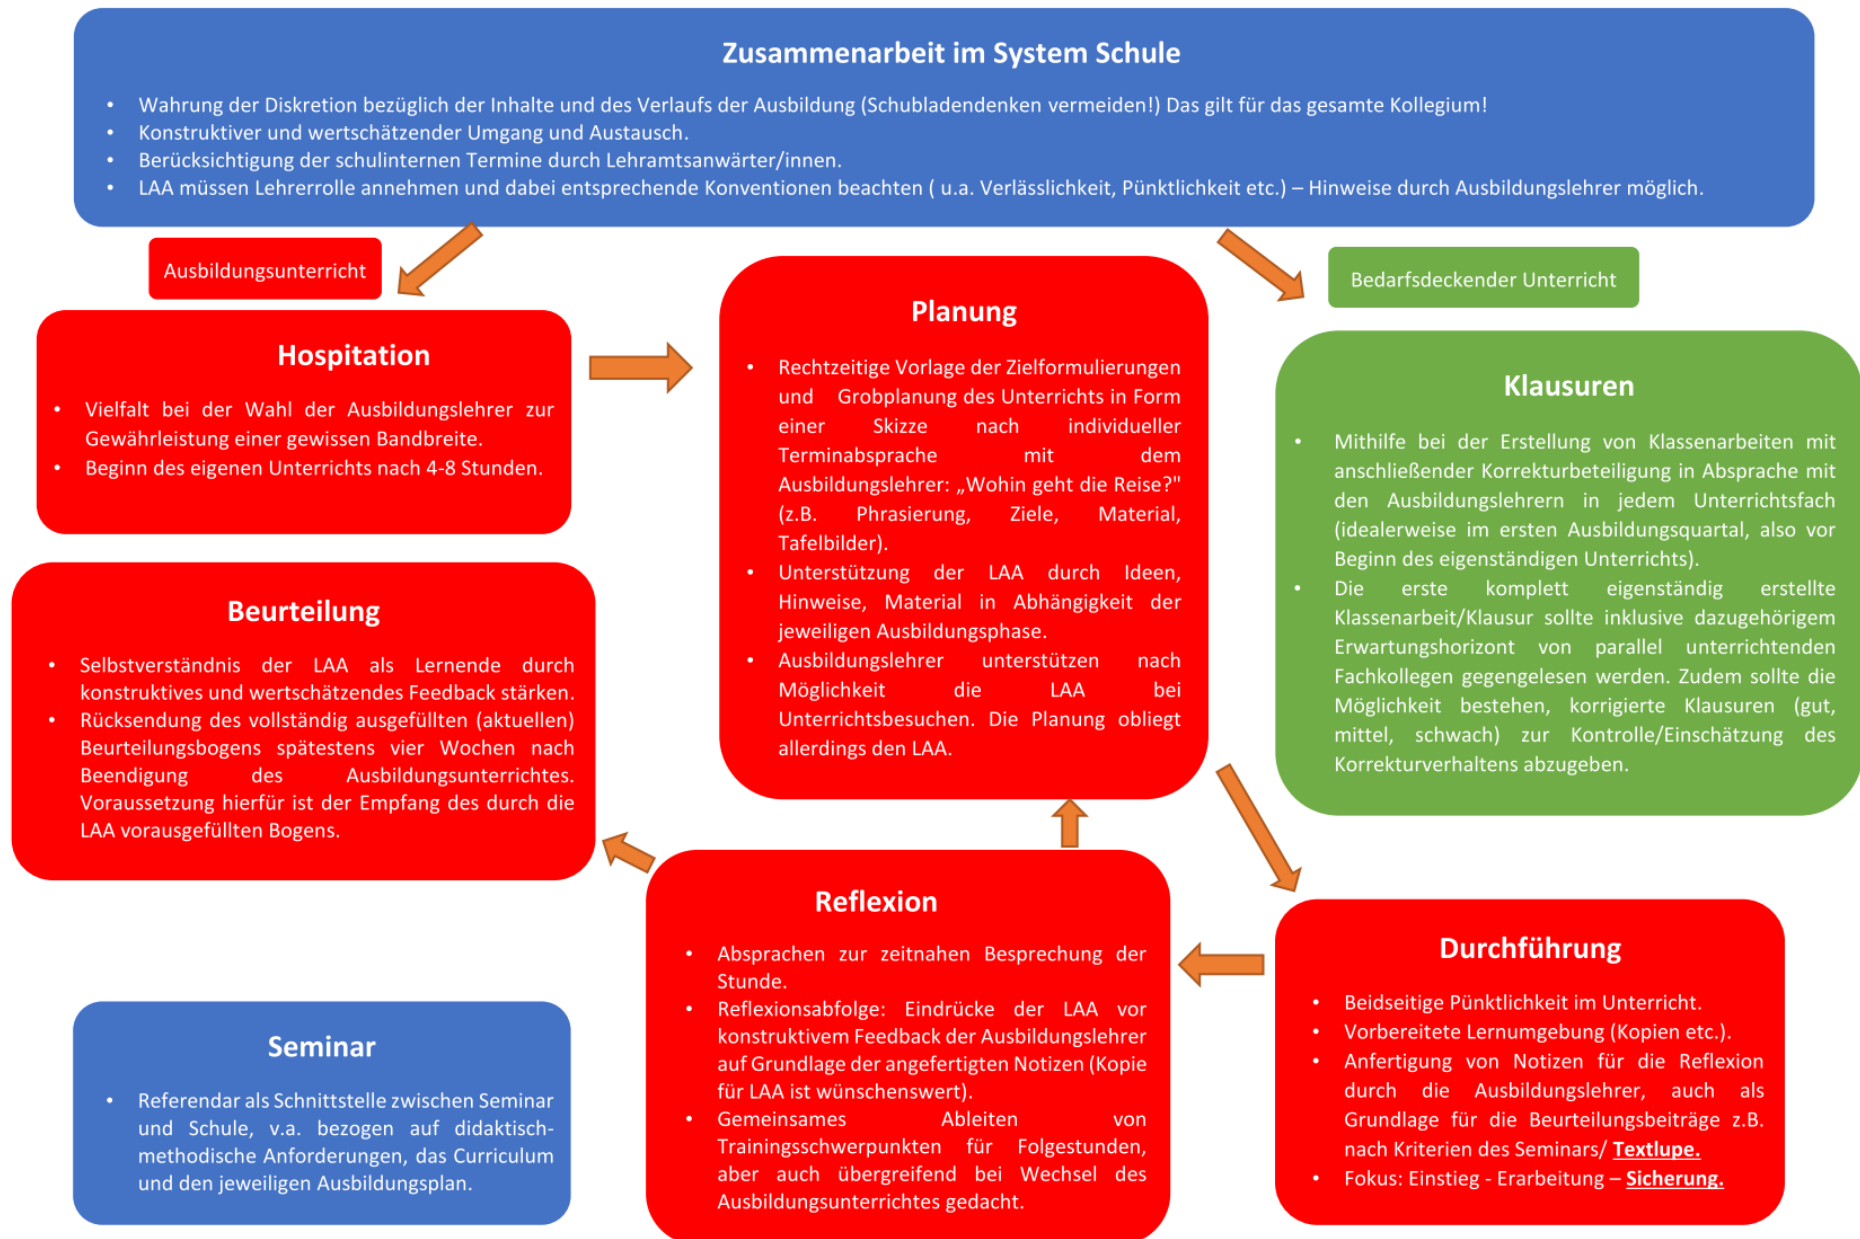 Zusammenarbeit im System Schule
• Wahrung der Diskretion bezüglich der Inhalte und des Verlaufs der Ausbildung (Schubladendenken vermeiden!) Das gilt für das gesamte Kollegium!
• Konstruktiver und wertschätzender Umgang und Austausch.
• Berücksichtigung der schulinternen Termine durch Lehramtsanwärter/innen.
• LAA müssen Lehrerrolle annehmen und dabei entsprechende Konventionen beachten ( u.a. Verlässlichkeit, Pünktlichkeit etc.) – Hinweise durch Ausbildungslehrer möglich.
Ausbildungsunterricht
Hospitation
• Vielfalt bei der Wahl der Ausbildungslehrer zur
Gewährleistung einer gewissen Bandbreite.
• Beginn des eigenen Unterrichts nach 4-8 Stunden.
Planung
• Rechtzeitige Vorlage der Zielformulierungen
und Grobplanung des Unterrichts in Form
einer Skizze nach individueller
Terminabsprache mit dem
Ausbildungslehrer: „Wohin geht die Reise?"
(z.B. Phrasierung, Ziele, Material,
Tafelbilder).
• Unterstützung der LAA durch Ideen,
Hinweise, Material in Abhängigkeit der
jeweiligen Ausbildungsphase.
• Ausbildungslehrer unterstützen nach
Möglichkeit die LAA bei
Unterrichtsbesuchen. Die Planung obliegt
allerdings den LAA.
Bedarfsdeckender Unterricht
Klausuren
• Mithilfe bei der Erstellung von Klassenarbeiten mit
anschließender Korrekturbeteiligung in Absprache mit
den Ausbildungslehrern in jedem Unterrichtsfach
(idealerweise im ersten Ausbildungsquartal, also vor
Beginn des eigenständigen Unterrichts).
• Die erste komplett eigenständig erstellte
Klassenarbeit/Klausur sollte inklusive dazugehörigem
Erwartungshorizont von parallel unterrichtenden
Fachkollegen gegengelesen werden. Zudem sollte die
Möglichkeit bestehen, korrigierte Klausuren (gut,
mittel, schwach) zur Kontrolle/Einschätzung des
Korrekturverhaltens abzugeben.
Beurteilung
• Selbstverständnis der LAA als Lernende durch
konstruktives und wertschätzendes Feedback stärken.
• Rücksendung des vollständig ausgefüllten (aktuellen)
Beurteilungsbogens spätestens vier Wochen nach
Beendigung des Ausbildungsunterrichtes.
Voraussetzung hierfür ist der Empfang des durch die
LAA vorausgefüllten Bogens.
Reflexion
• Absprachen zur zeitnahen Besprechung der
Stunde.
• Reflexionsabfolge: Eindrücke der LAA vor
konstruktivem Feedback der Ausbildungslehrer
auf Grundlage der angefertigten Notizen (Kopie
für LAA ist wünschenswert).
• Gemeinsames Ableiten von
Trainingsschwerpunkten für Folgestunden,
aber auch übergreifend bei Wechsel des
Ausbildungsunterrichtes gedacht.
Durchführung
• Beidseitige Pünktlichkeit im Unterricht.
• Vorbereitete Lernumgebung (Kopien etc.).
• Anfertigung von Notizen für die Reflexion
durch die Ausbildungslehrer, auch als
Grundlage für die Beurteilungsbeiträge z.B.
nach Kriterien des Seminars/ Textlupe.
• Fokus: Einstieg - Erarbeitung – Sicherung.
Seminar
• Referendar als Schnittstelle zwischen Seminar
und Schule, v.a. bezogen auf didaktisch-
methodische Anforderungen, das Curriculum
und den jeweiligen Ausbildungsplan.